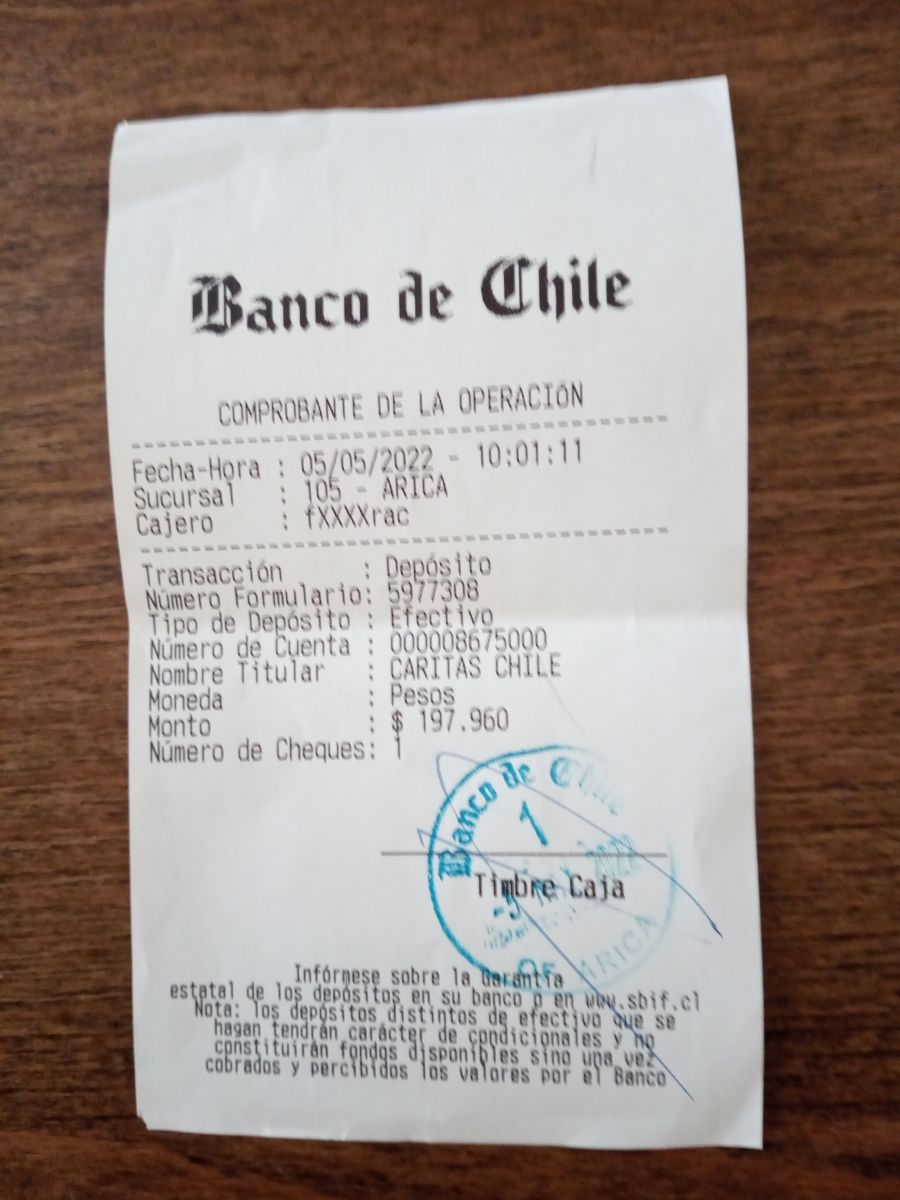 Banco de Chile
COMPROBANTE DE LA OPERACIÓN
Fecha-Hora : 05/05/2022 - 10:01:11
Sucursal : 105 - ARICA
Cajero : fXXXXrac
Transacción : Depósito
Número Formulario: 5977308
Tipo de Depósito : Efectivo
Número de Cuenta : 000008675000
Nombre Titular : CARITAS CHILE
Moneda : Pesos
Monto : $ 197.960
Número de Cheques: 1
Banco de Chile
1
2022
Timbre Caja
OF. ARICA
Infórmese sobre la Garantía
estatal de los depósitos en su banco o en www.sbif.cl
Nota: los depósitos distintos de efectivo que se
hagan tendrán carácter de condicionales y no
constituirán fondos disponibles sino una vez
cobrados y percibidos los valores por el Banco